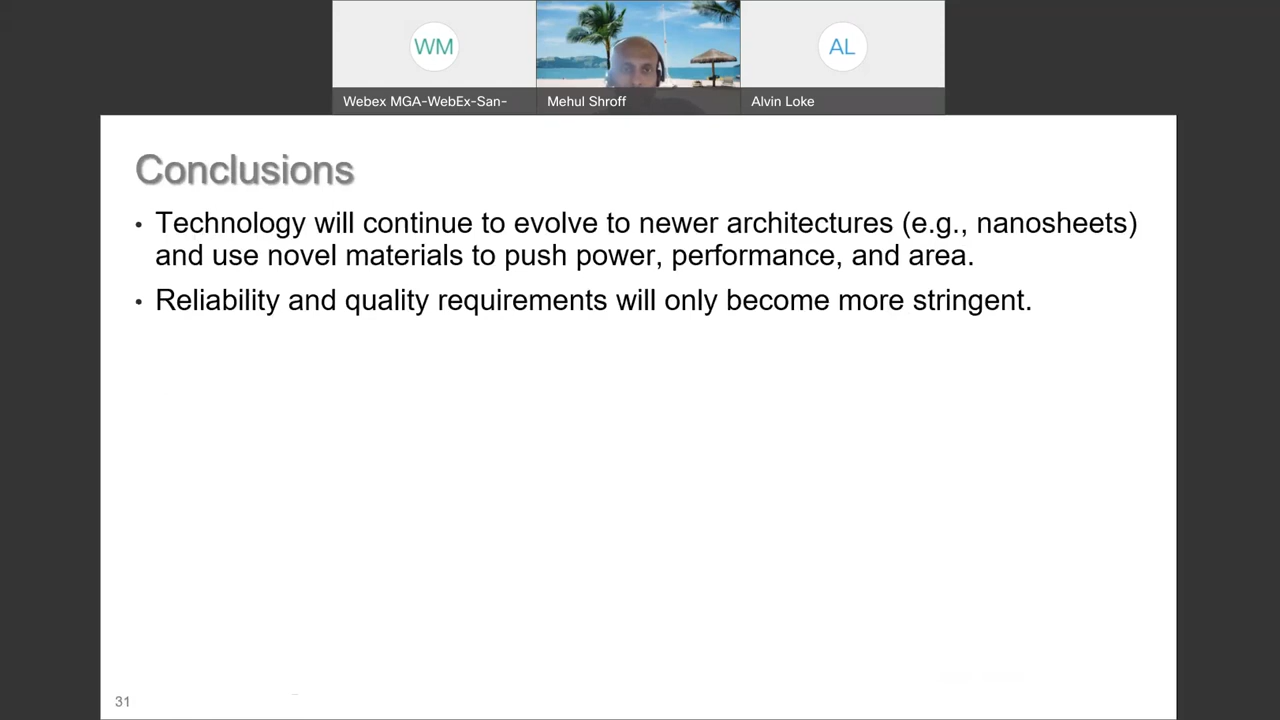 WM
AL
Webex MGA-WebEx-San-
Mehul Shroff
Alvin Loke
Conclusions
• Technology will continue to evolve to newer architectures (e.g., nanosheets)
and use novel materials to push power, performance, and area.
• Reliability and quality requirements will only become more stringent.
31